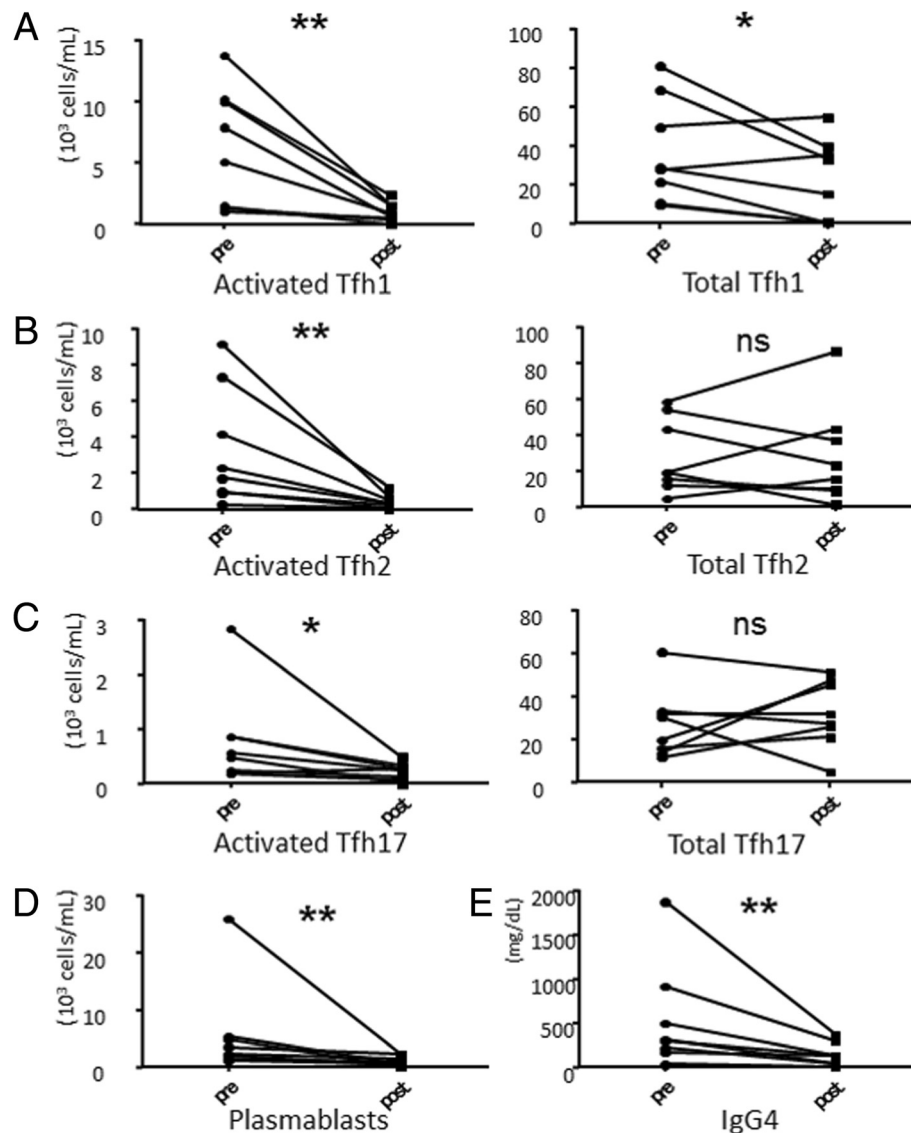 A
**
*
(10³ cells/mL)
15
10
5
0
100
80
60
40
20
0
pre
post
pre
post
Activated Tfh1
Total Tfh1
B
**
ns
(10³ cells/mL)
10
8
6
4
2
0
100
80
60
40
20
0
pre
post
pre
post
Activated Tfh2
Total Tfh2
C
*
ns
(10³ cells/mL)
3
2
1
0
80
60
40
20
0
pre
post
pre
post
Activated Tfh17
Total Tfh17
D
**
(10³ cells/mL)
30
20
10
0
pre
post
Plasmablasts
E
**
(mg/dL)
2000
1500
1000
500
0
pre
post
IgG4